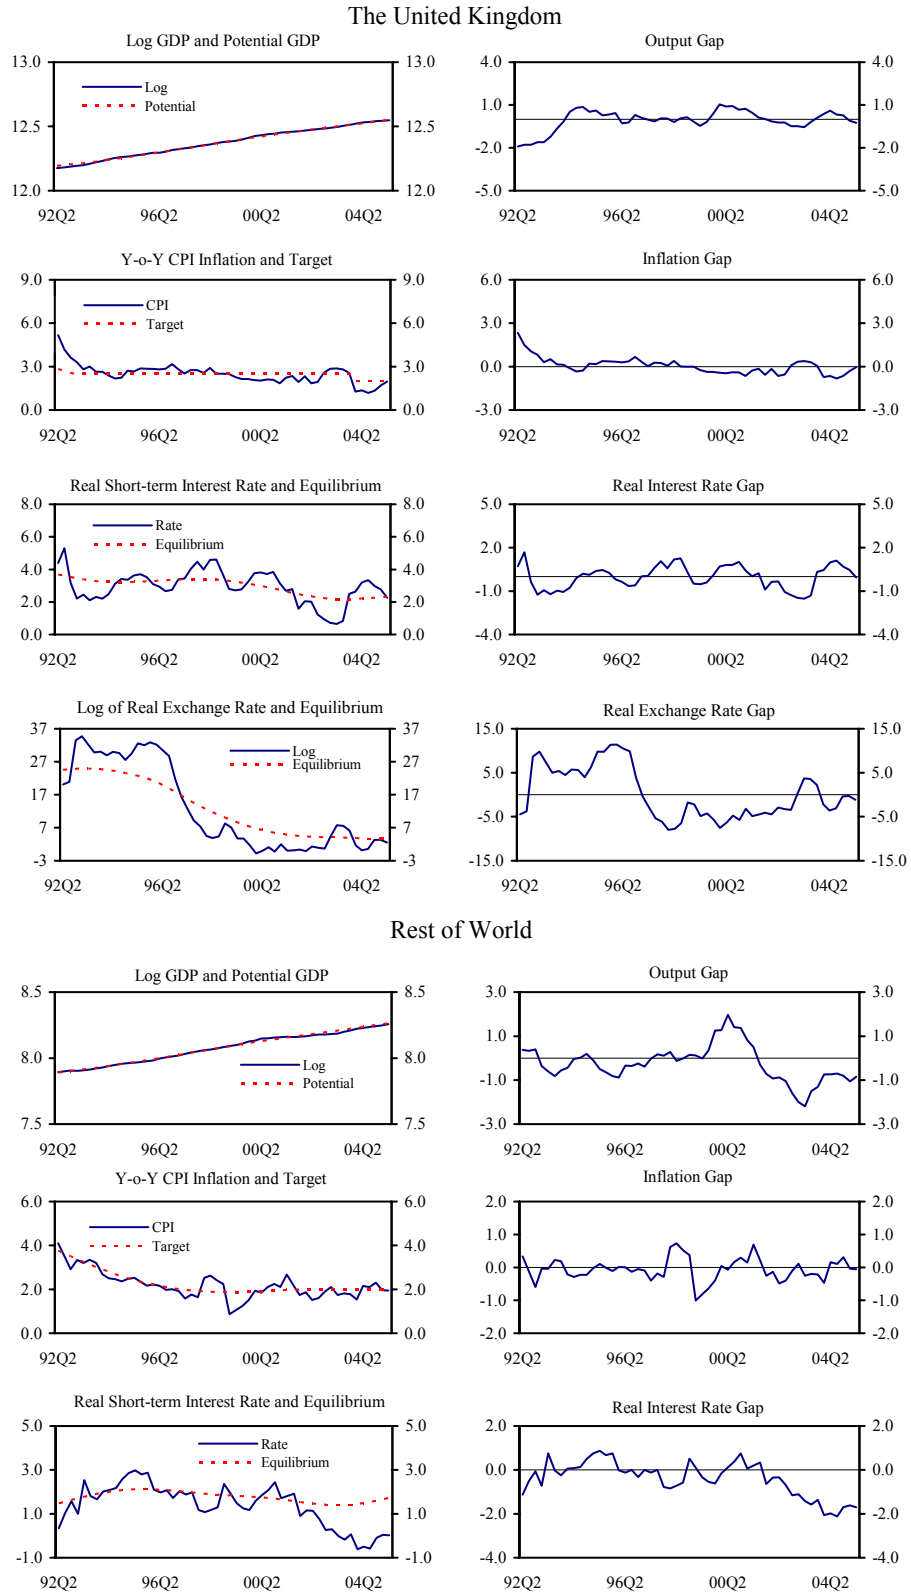 The United Kingdom
Log GDP and Potential GDP
13.0 13.0
Log
Potential
12.5 12.5
12.0 12.0
92Q2 96Q2 00Q2 04Q2
Output Gap
4.0 4.0
1.0 1.0
-2.0 -2.0
-5.0 -5.0
92Q2 96Q2 00Q2 04Q2
Y-o-Y CPI Inflation and Target
9.0 9.0
CPI
6.0 6.0
Target
3.0 3.0
0.0 0.0
92Q2 96Q2 00Q2 04Q2
Inflation Gap
6.0 6.0
3.0 3.0
0.0 0.0
-3.0 -3.0
92Q2 96Q2 00Q2 04Q2
Real Short-term Interest Rate and Equilibrium
8.0 8.0
Rate
6.0 6.0
Equilibrium
4.0 4.0
2.0 2.0
0.0 0.0
92Q2 96Q2 00Q2 04Q2
Real Interest Rate Gap
5.0 5.0
2.0 2.0
-1.0 -1.0
-4.0 -4.0
92Q2 96Q2 00Q2 04Q2
Log of Real Exchange Rate and Equilibrium
37 37
Log
27 27
Equilibrium
17 17
7 7
-3 -3
92Q2 96Q2 00Q2 04Q2
Real Exchange Rate Gap
15.0 15.0
5.0 5.0
-5.0 -5.0
-15.0 -15.0
92Q2 96Q2 00Q2 04Q2
Rest of World
Log GDP and Potential GDP
8.5 8.5
8.0 8.0
Log
Potential
7.5 7.5
92Q2 96Q2 00Q2 04Q2
Output Gap
3.0 3.0
1.0 1.0
-1.0 -1.0
-3.0 -3.0
92Q2 96Q2 00Q2 04Q2
Y-o-Y CPI Inflation and Target
6.0 6.0
CPI
4.0 4.0
Target
2.0 2.0
0.0 0.0
92Q2 96Q2 00Q2 04Q2
Inflation Gap
2.0 2.0
1.0 1.0
0.0 0.0
-1.0 -1.0
-2.0 -2.0
92Q2 96Q2 00Q2 04Q2
Real Short-term Interest Rate and Equilibrium
5.0 5.0
Rate
Equilibrium
3.0 3.0
1.0 1.0
-1.0 -1.0
92Q2 96Q2 00Q2 04Q2
Real Interest Rate Gap
2.0 2.0
0.0 0.0
-2.0 -2.0
-4.0 -4.0
92Q2 96Q2 00Q2 04Q2